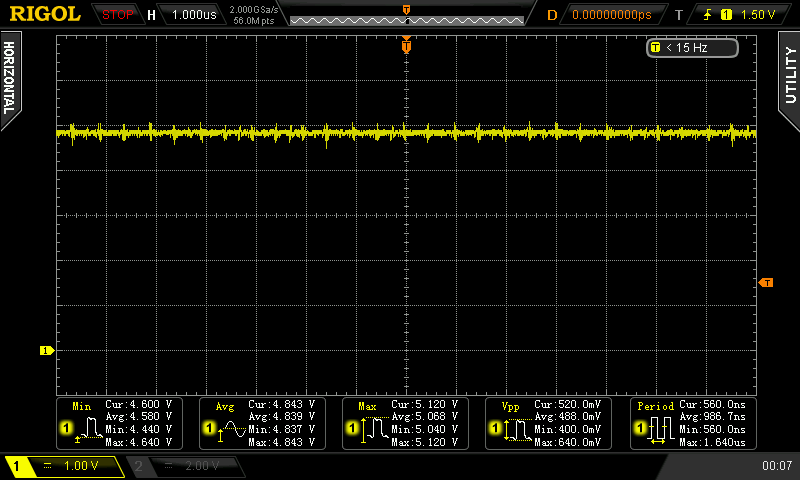 RIGOL STOP H 1.000us 2.000GSa/s 56.0M pts D 0.00000000ps T 1 1.50 V
T
T < 15 Hz
HORIZONTAL
UTILITY
T
1
Min Cur:4.600 V
Avg:4.580 V
1 Min:4.440 V
Max:4.640 V
Avg Cur:4.843 V
Avg:4.839 V
1 Min:4.837 V
Max:4.843 V
Max Cur:5.120 V
Avg:5.068 V
1 Min:5.040 V
Max:5.120 V
Vpp Cur:520.0mV
Avg:488.0mV
1 Min:400.0mV
Max:640.0mV
Period Cur:560.0ns
Avg:986.7ns
1 Min:560.0ns
Max:1.640us
1 1.00 V 2 2.00 V 00:07